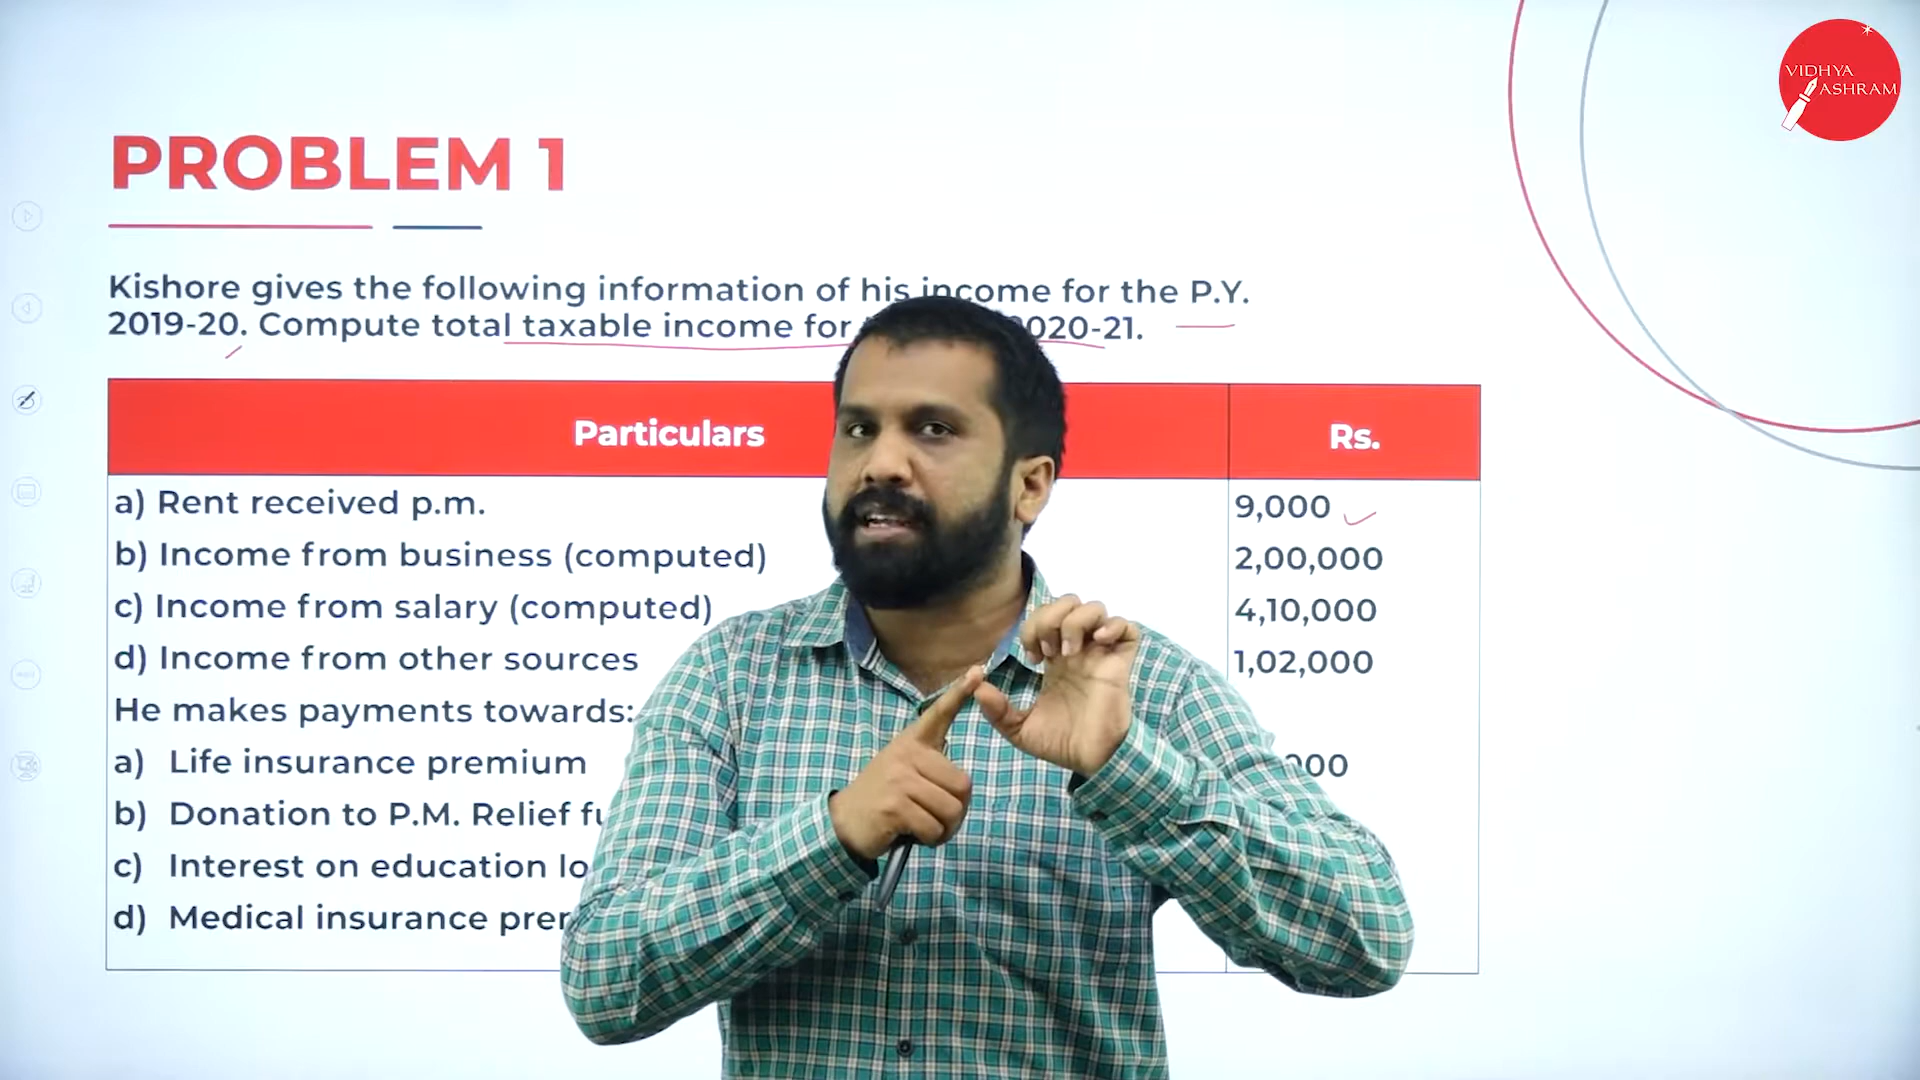 VIDHYA
ASHRAM
PROBLEM 1
Kishore gives the following information of his income for the P.Y.
2019-20. Compute total taxable income for 2020-21.
Particulars Rs.
a) Rent received p.m. 9,000
b) Income from business (computed) 2,00,000
c) Income from salary (computed) 4,10,000
d) Income from other sources 1,02,000
He makes payments towards:
a) Life insurance premium
b) Donation to P.M. Relief
c) Interest on education
d) Medical insurance